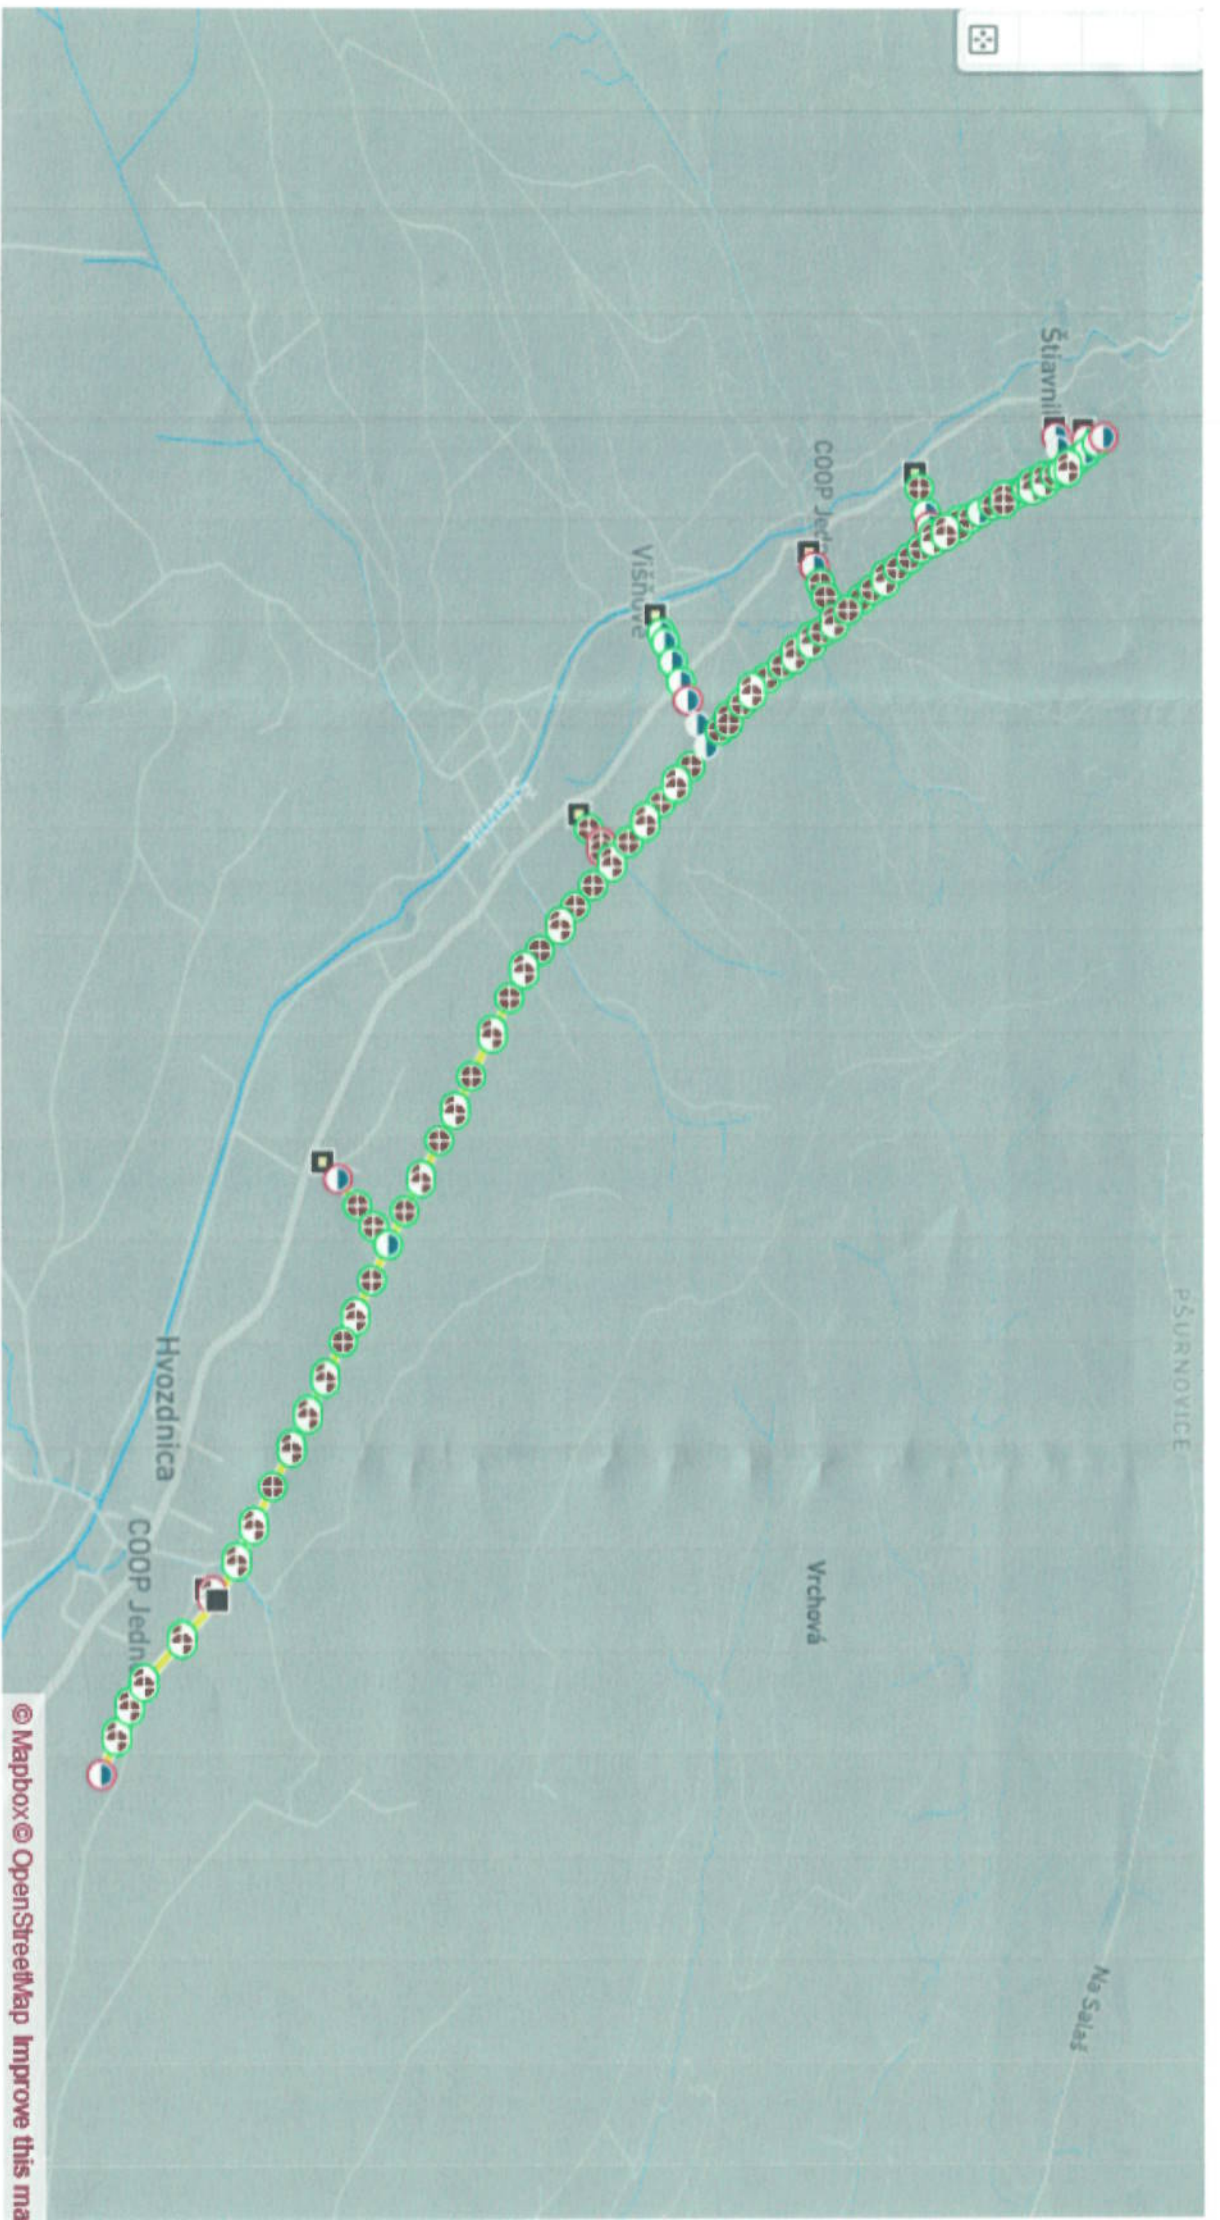 Štiavnik
COOP Jedn
Višňové
PŠURNOVICE
Hvozdnica
COOP Jedn
Vrchová
Na Salaš
© Mapbox © OpenStreetMap Improve this ma